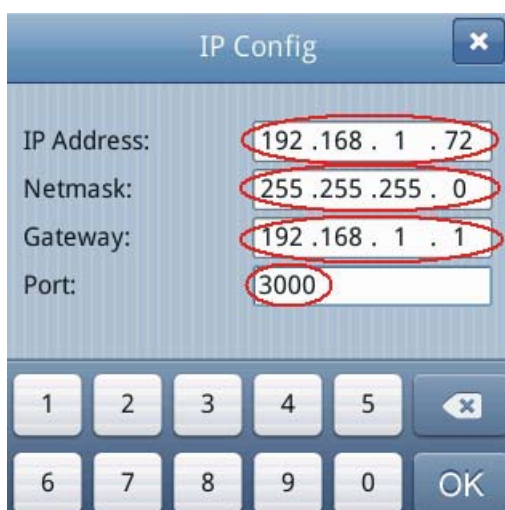 IP Config
IP Address: 192 .168 . 1 . 72
Netmask: 255 .255 .255 . 0
Gateway: 192 .168 . 1 . 1
Port: 3000
1 2 3 4 5
6 7 8 9 0 OK